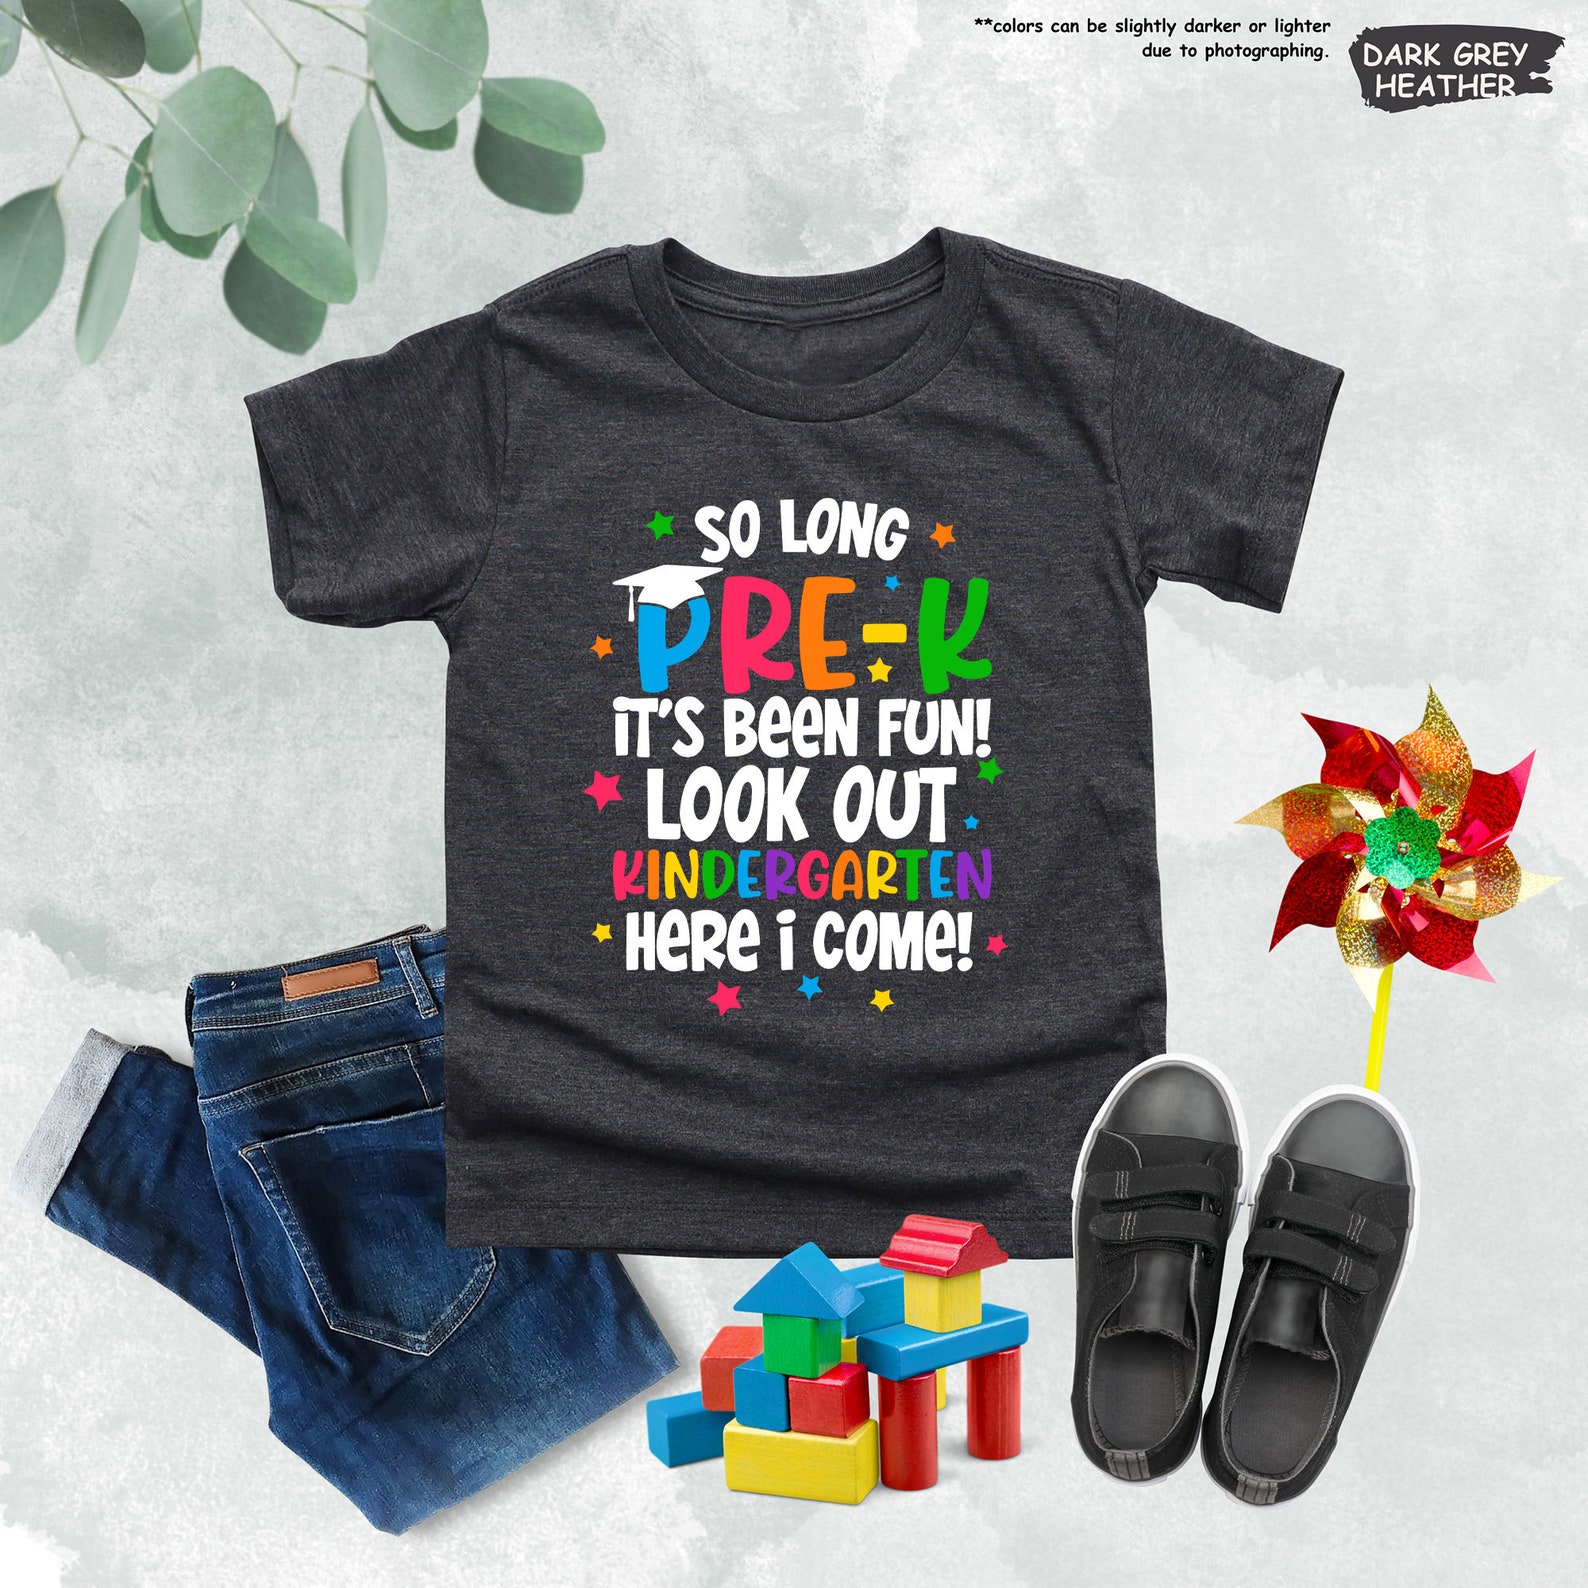 **colors can be slightly darker or lighter
due to photographing.
DARK GREY
HEATHER
SO LONG
PRE-K
iT'S BeeN FUN!
LOOK OUT
KINDERGARTEN
HeRe i COMe!